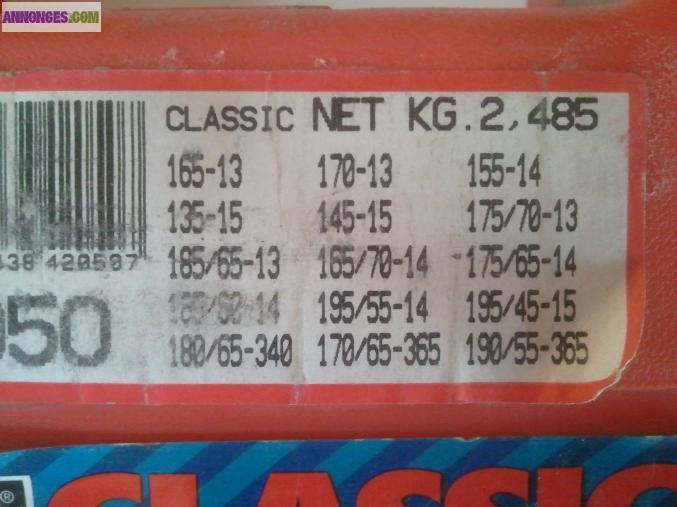 ANNONCES.COM
CLASSIC NET KG.2,485
165-13 170-13 155-14
135-15 145-15 175/70-13
185/65-13 165/70-14 175/65-14
195/55-14 195/45-15
180/65-340 170/65-365 190/55-365
438 420507
050
® CLASSIC